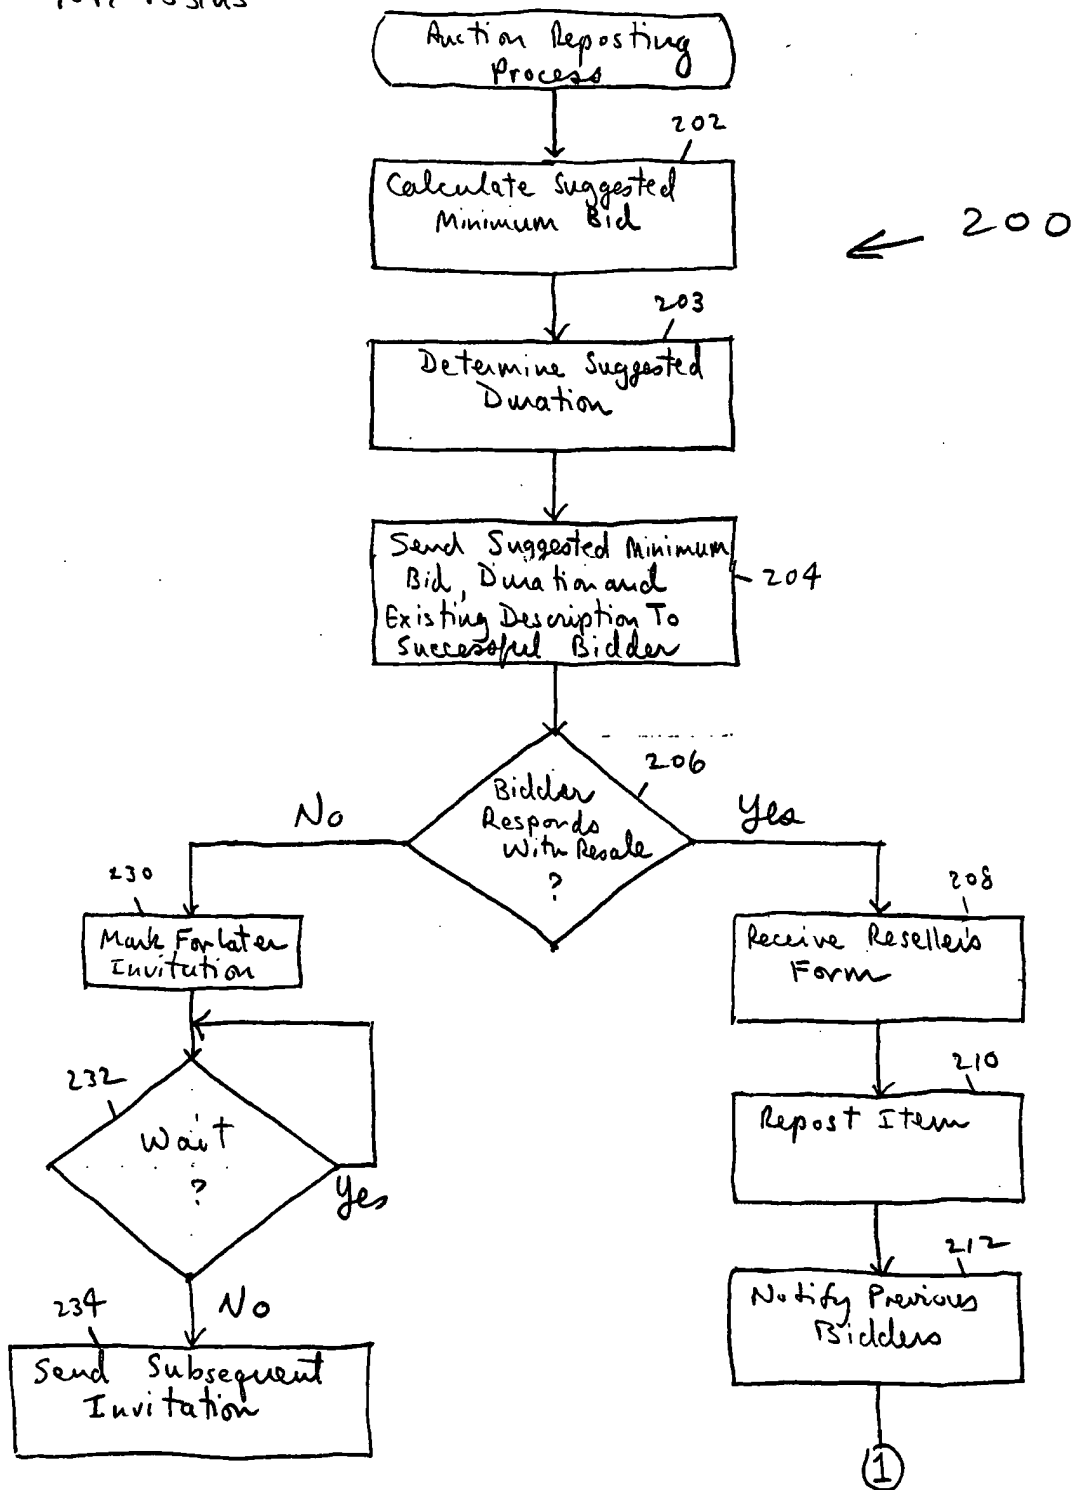 Auction Reposting
Process
202
Calculate Suggested
Minimum Bid
200
203
Determine Suggested
Duration
Send Suggested Minimum
Bid, Duration and
Existing Description To
Successful Bidder
204
206
Bidder
Responds
With Resale
?
No
Yes
230
Mark For Later
Invitation
208
Receive Reseller's
Form
232
Wait
?
Yes
210
Repost Item
No
212
Notify Previous
Bidders
234
Send Subsequent
Invitation
1